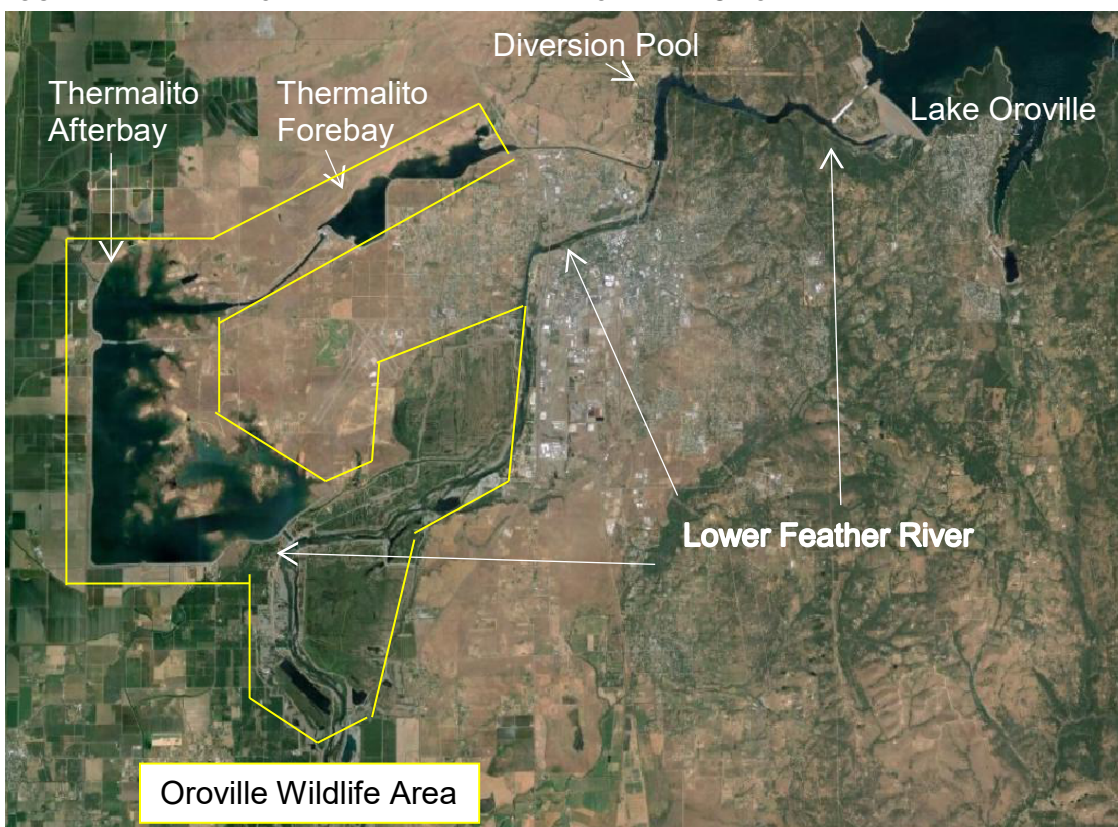 Diversion Pool
Thermalito
Afterbay
Thermalito
Forebay
Lake Oroville
Lower Feather River
Oroville Wildlife Area